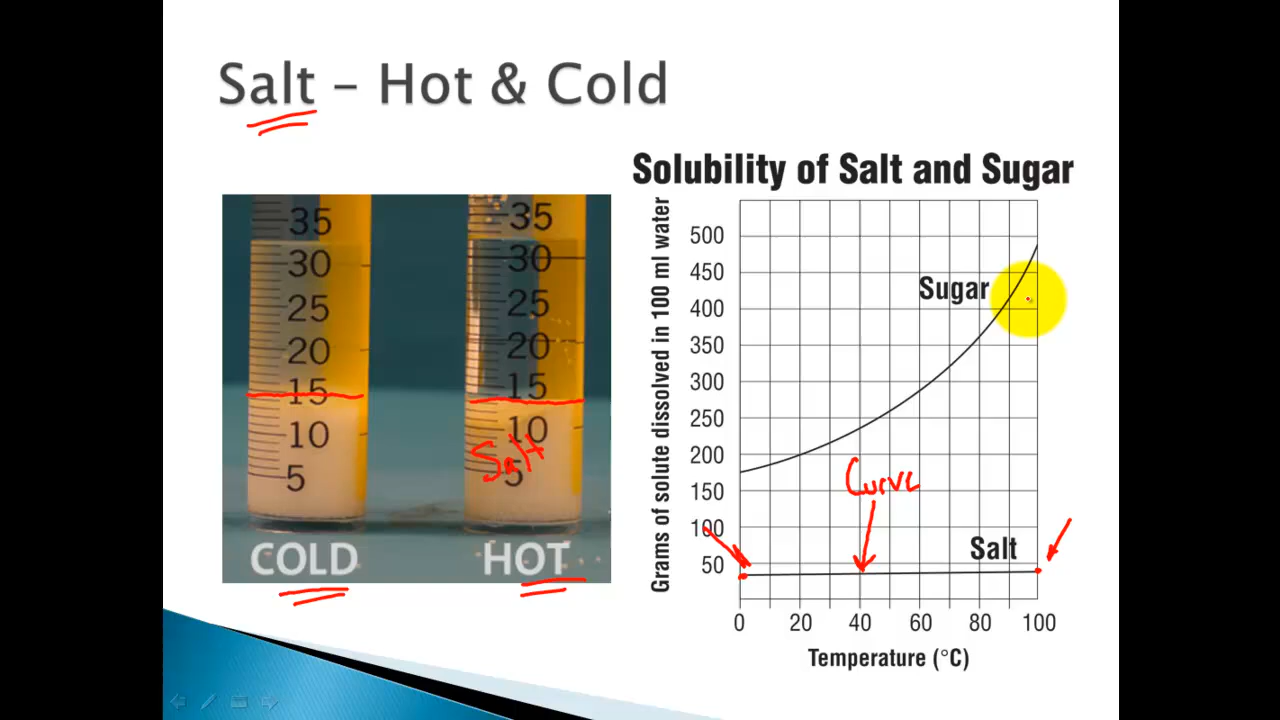 Salt – Hot & Cold
35
30
25
20
15
10
5
COLD
35
30
25
20
15
10
5
Salt
HOT
Solubility of Salt and Sugar
Grams of solute dissolved in 100 ml water
500
450
400
350
300
250
200
150
100
50
Sugar
Curve
Salt
0 20 40 60 80 100
Temperature (°C)